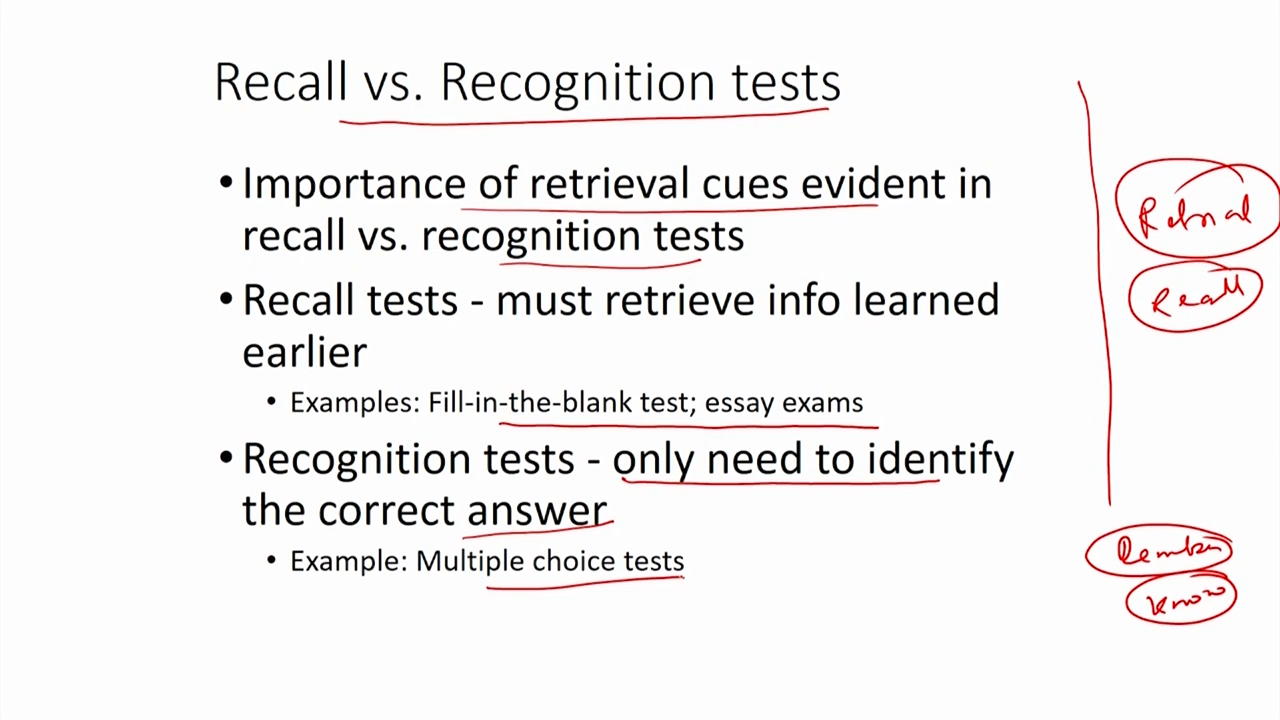 Recall vs. Recognition tests
•Importance of retrieval cues evident in
recall vs. recognition tests
•Recall tests - must retrieve info learned
earlier
• Examples: Fill-in-the-blank test; essay exams
•Recognition tests - only need to identify
the correct answer
• Example: Multiple choice tests
Recall
Know